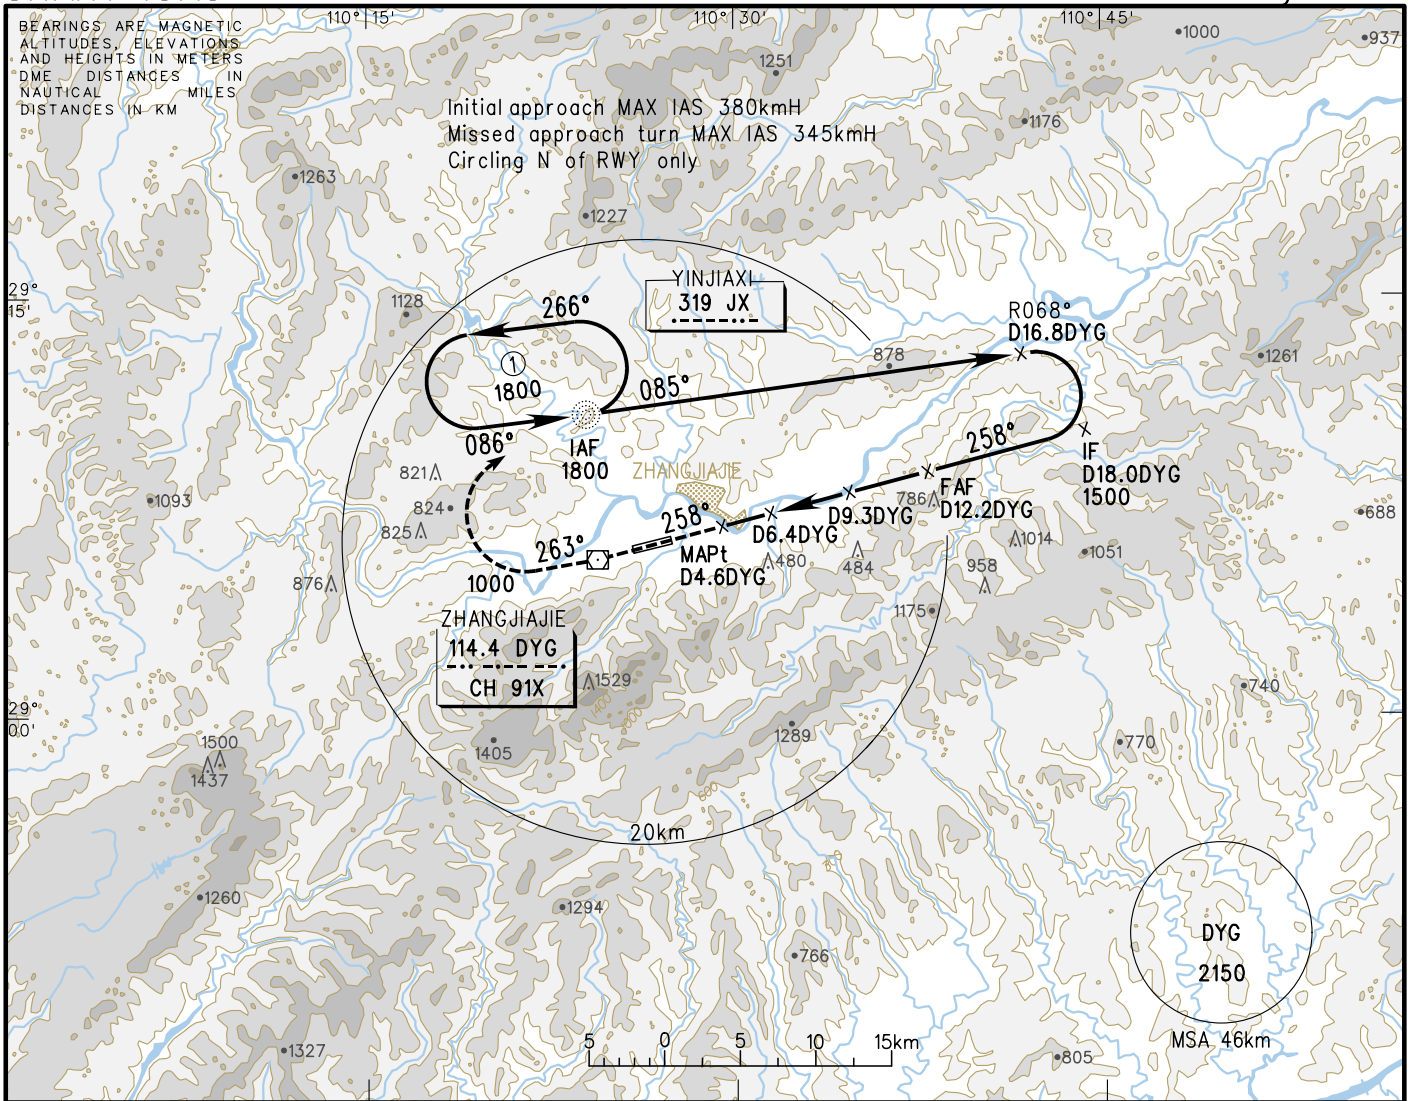 110° 15'
110° 30'
110° 45'
BEARINGS ARE MAGNETIC
ALTITUDES, ELEVATIONS
AND HEIGHTS IN METERS
DME DISTANCES IN
NAUTICAL MILES
DISTANCES IN KM
1000
937
1251
Initial approach MAX IAS 380kmH
Missed approach turn MAX IAS 345kmH
Circling N of RWY only
1176
1263
1227
29°
15'
1128
266°
YINJIAXI
319 JX
R068°
D16.8DYG
1
1800
878
1261
085°
086°
IAF
1800
ZHANGJIAJIE
258°
IF
D18.0DYG
1500
821
824
825
1093
786
FAF
D12.2DYG
688
D9.3DYG
258°
D6.4DYG
263°
MAPt
D4.6DYG
480
484
1014
1051
958
876
1000
1175
ZHANGJIAJIE
114.4 DYG
CH 91X
1529
1400
1000
740
29°
00'
1405
1289
770
1500
1437
600
20km
1260
1294
DYG
2150
766
MSA 46km
5 0 5 10 15km
1327
805